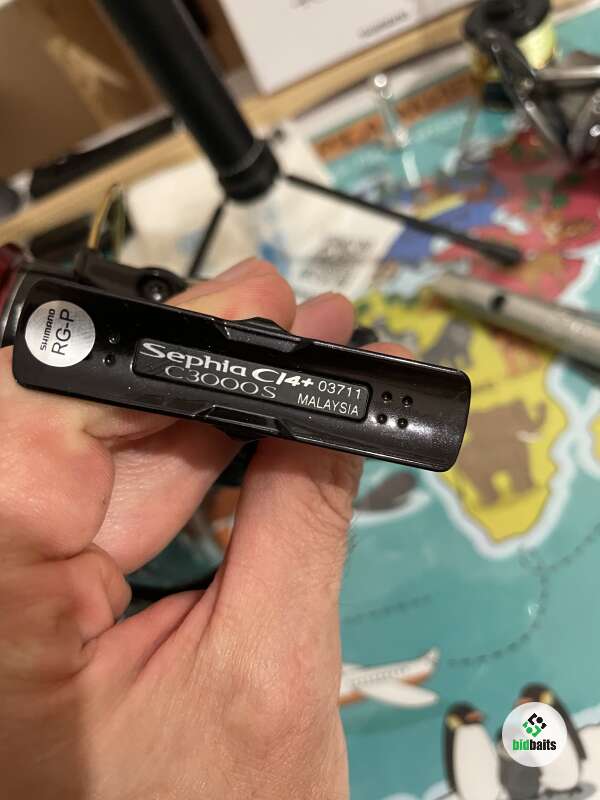 SHIMANO
RG-P
Sephia CI4+ 03711
C3000S MALAYSIA
bidbaits